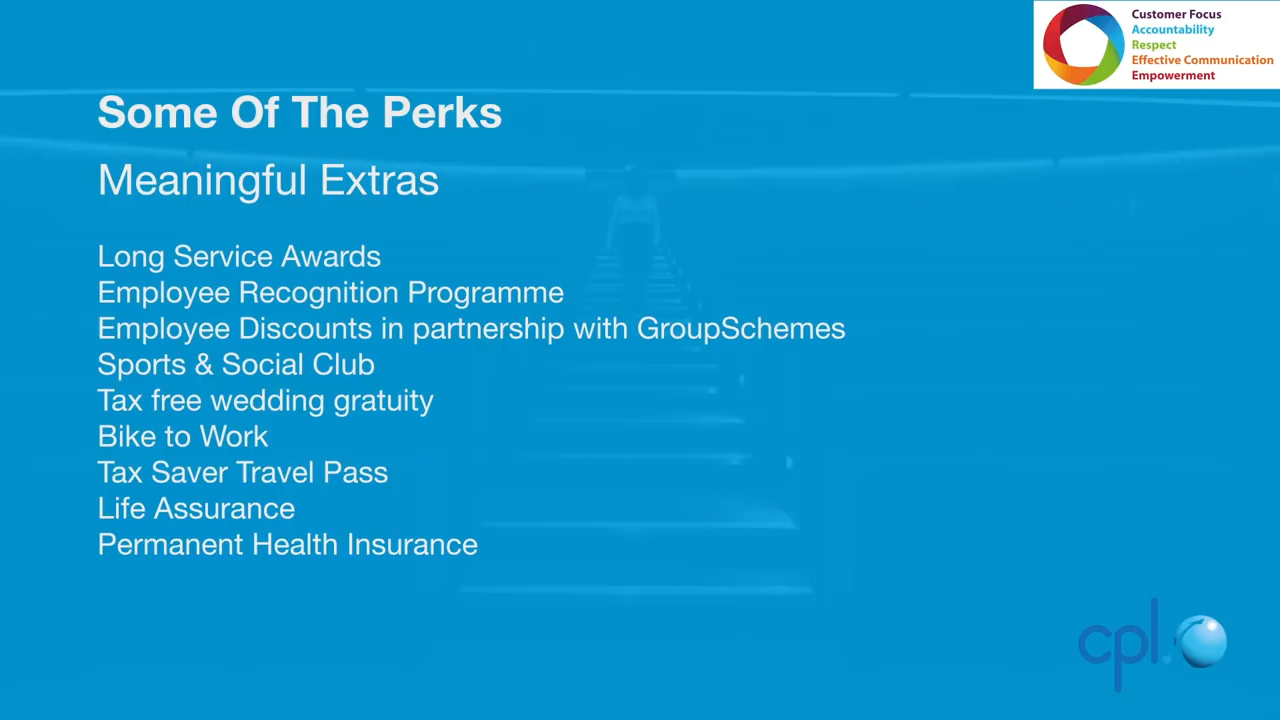 Customer Focus
Accountability
Respect
Effective Communication
Empowerment
Some Of The Perks
Meaningful Extras
Long Service Awards
Employee Recognition Programme
Employee Discounts in partnership with GroupSchemes
Sports & Social Club
Tax free wedding gratuity
Bike to Work
Tax Saver Travel Pass
Life Assurance
Permanent Health Insurance
cpl.